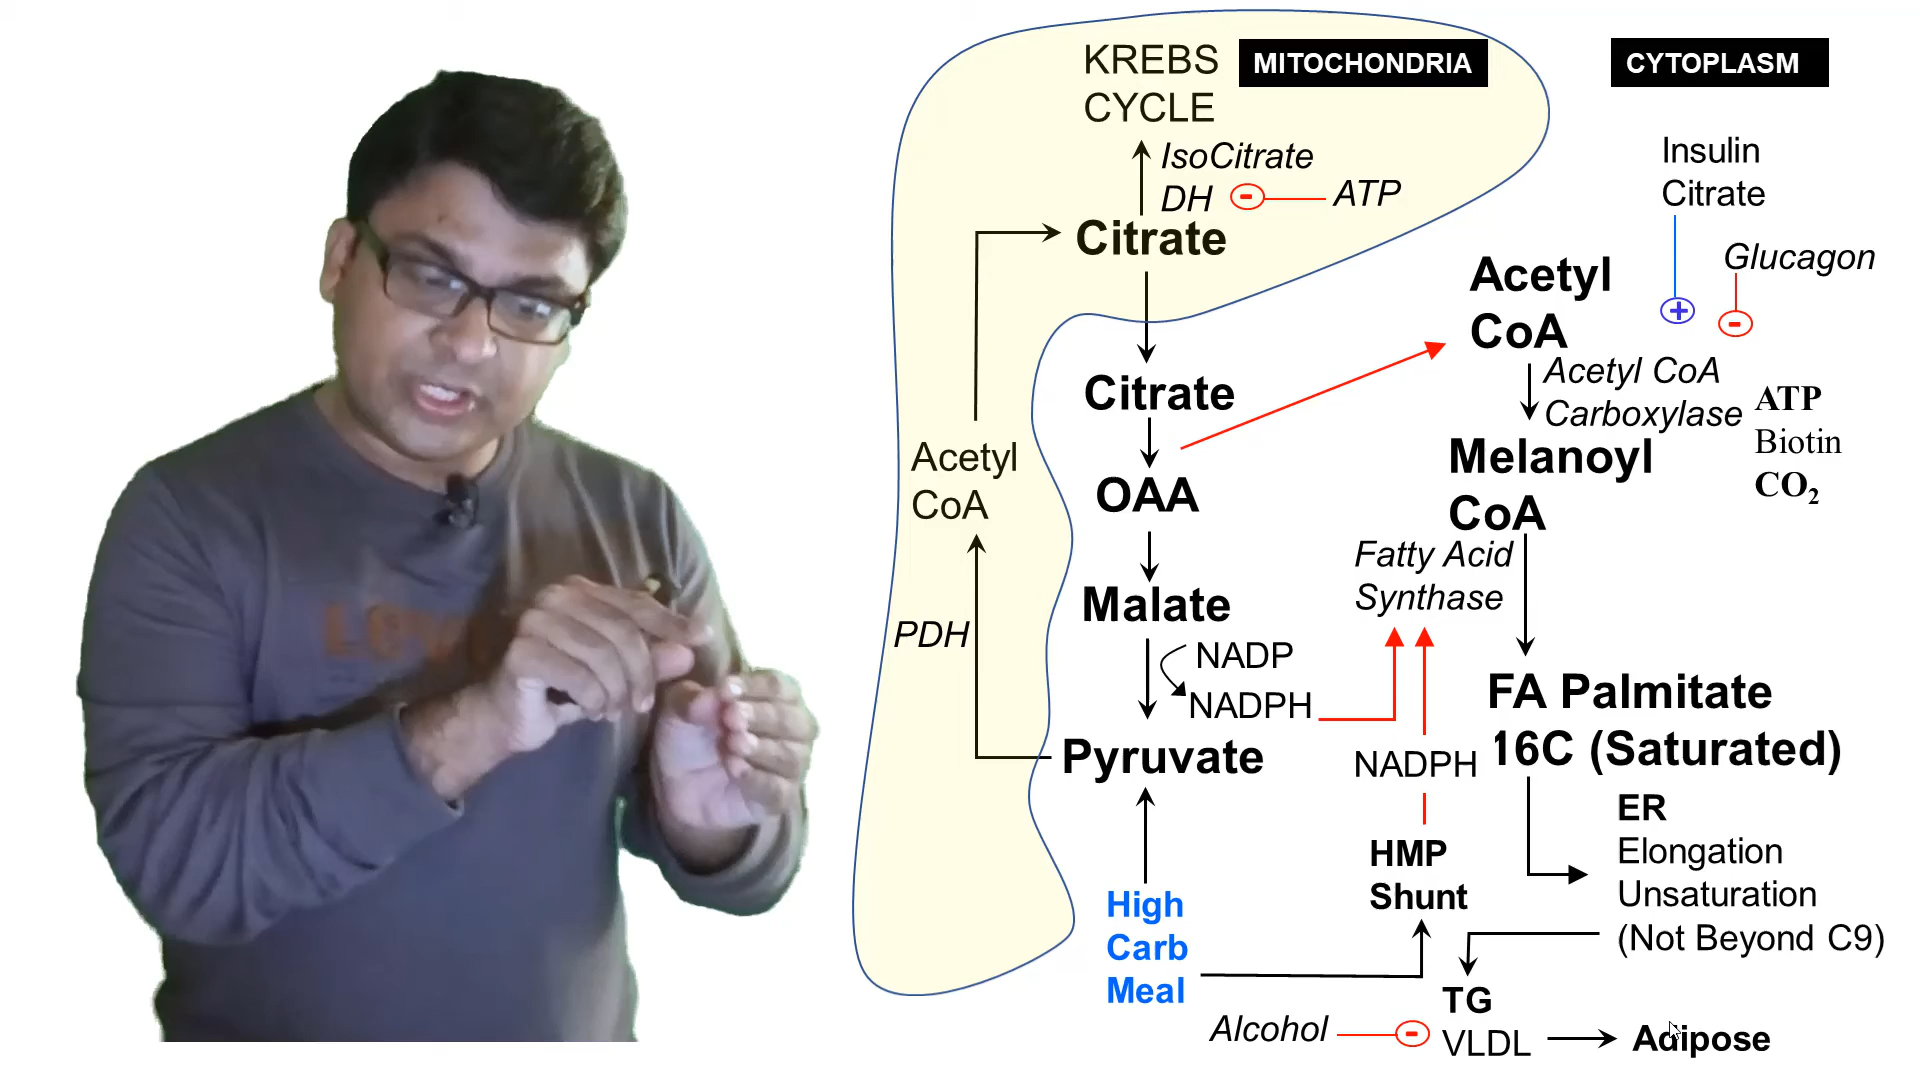 KREBS
CYCLE
MITOCHONDRIA
CYTOPLASM
IsoCitrate
DH
-
ATP
Citrate
Insulin
Citrate
Glucagon
+
-
Acetyl
CoA
Acetyl CoA
Carboxylase
ATP
Biotin
CO₂
Citrate
OAA
Malate
NADP
NADPH
Pyruvate
Acetyl
CoA
PDH
Melanoyl
CoA
Fatty Acid
Synthase
FA Palmitate
16C (Saturated)
NADPH
HMP
Shunt
High
Carb
Meal
ER
Elongation
Unsaturation
(Not Beyond C9)
TG
VLDL
Alcohol
-
Adipose